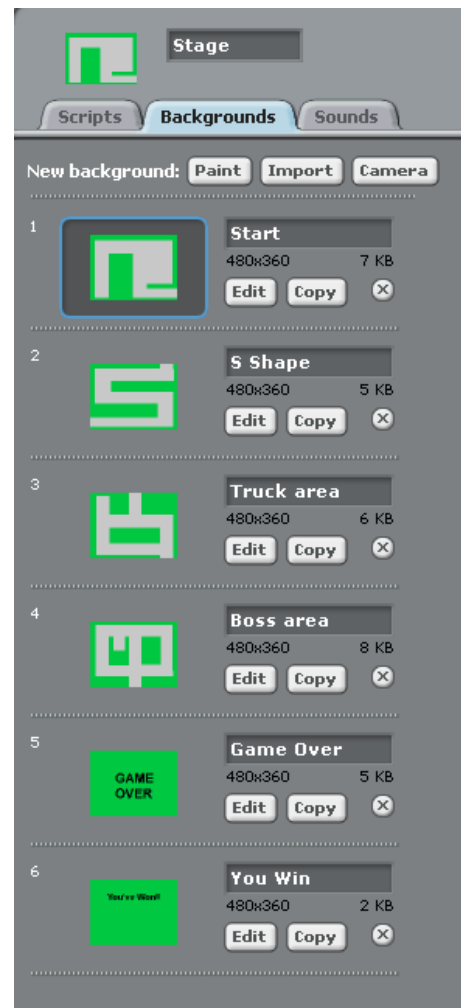 Stage
Scripts Backgrounds Sounds
New background: Paint Import Camera
1
Start
480x360 7 KB
Edit Copy
2
S Shape
480x360 5 KB
Edit Copy
3
Truck area
480x360 6 KB
Edit Copy
4
Boss area
480x360 8 KB
Edit Copy
5
GAME
OVER
Game Over
480x360 5 KB
Edit Copy
6
You've Won!!
You Win
480x360 2 KB
Edit Copy